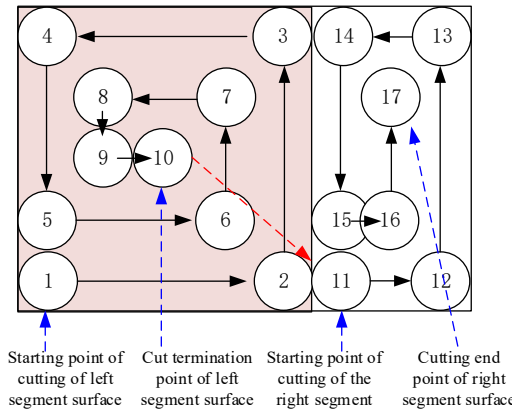 4
3
14
13
8
7
17
9
10
5
6
15
16
1
2
11
12
Starting point of
cutting of left
segment surface
Cut termination
point of left
segment surface
Starting point of
cutting of the
right segment
Cutting end
point of right
segment surface